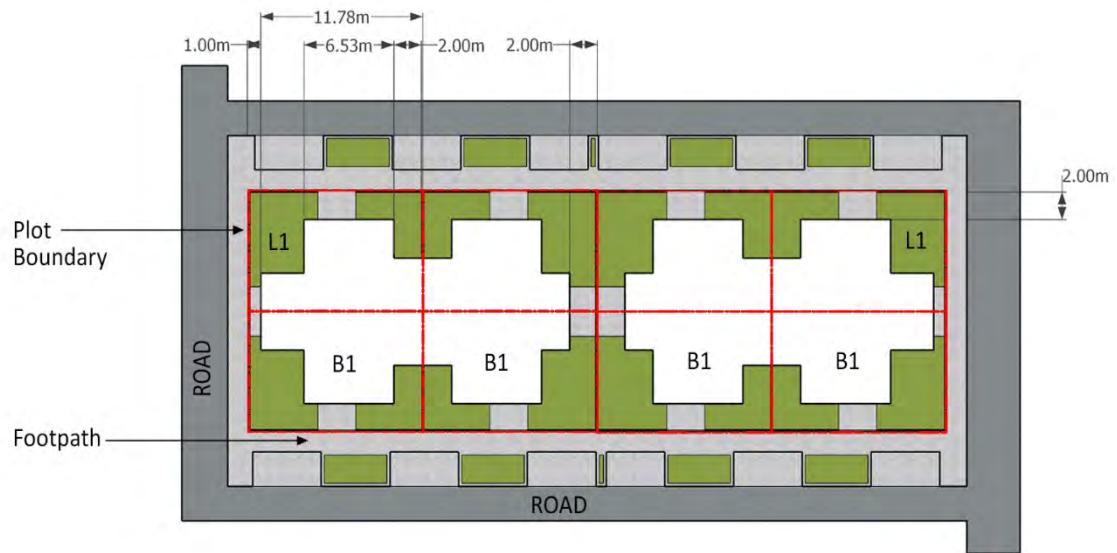 11.78m
1.00m
6.53m
2.00m
2.00m
2.00m
L1
L1
Plot
Boundary
B1
B1
B1
B1
ROAD
Footpath
ROAD